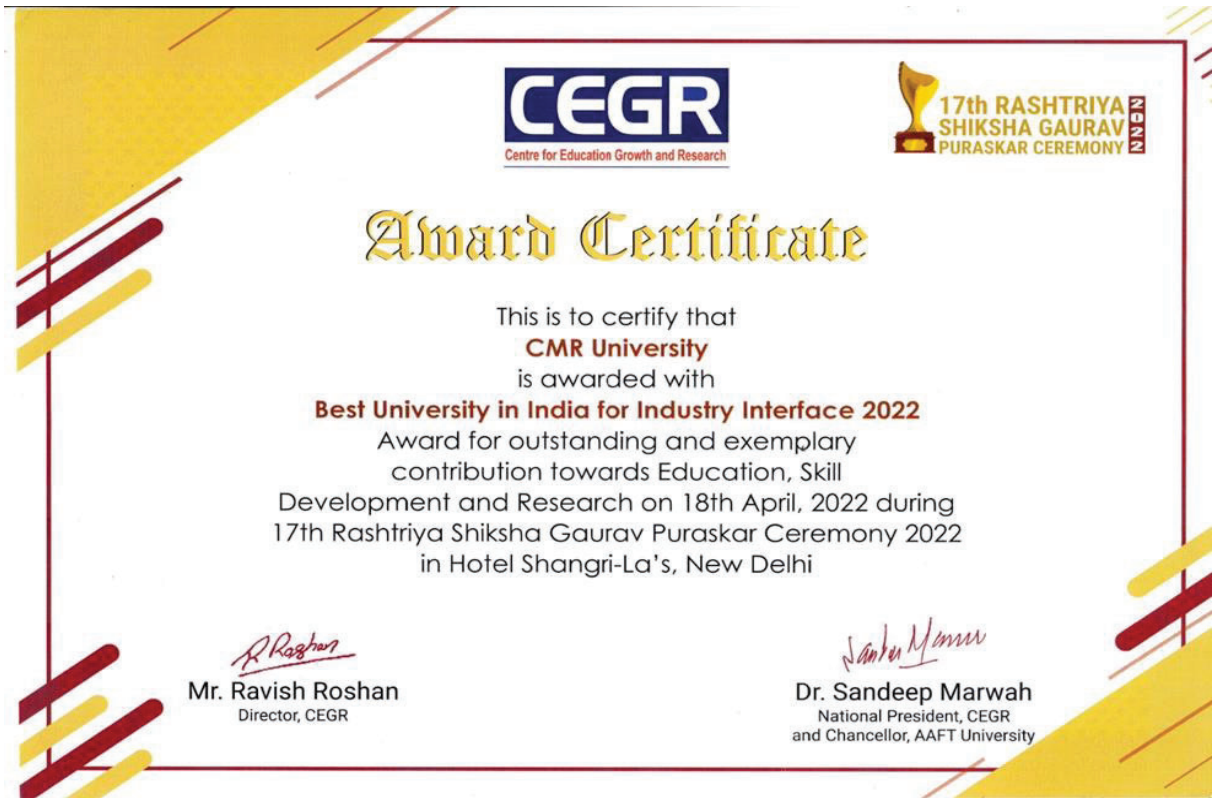 CEGR
Centre for Education Growth and Research
17th RASHTRIYA
SHIKSHA GAURAV
PURASKAR CEREMONY
2022
Award Certificate
This is to certify that
CMR University
is awarded with
Best University in India for Industry Interface 2022
Award for outstanding and exemplary
contribution towards Education, Skill
Development and Research on 18th April, 2022 during
17th Rashtriya Shiksha Gaurav Puraskar Ceremony 2022
in Hotel Shangri-La's, New Delhi
R Roshan
Mr. Ravish Roshan
Director, CEGR
Dr. Sandeep Marwah
National President, CEGR
and Chancellor, AAFT University